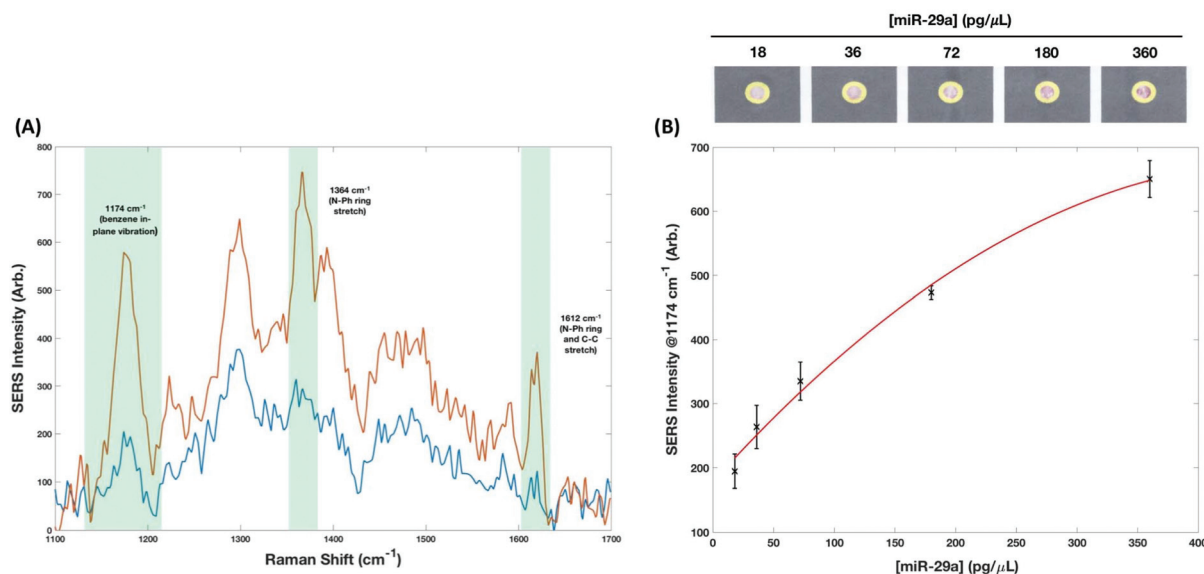 [miR-29a] (pg/μL)
18 36 72 180 360
(A)
800
700
600
500
400
300
200
100
0
SERS Intensity (Arb.)
1174 cm⁻¹
(benzene in-
plane vibration)
1364 cm⁻¹
(N-Ph ring
stretch)
1612 cm⁻¹
(N-Ph ring
and C-C
stretch)
1100 1200 1300 1400 1500 1600 1700
Raman Shift (cm⁻¹)
(B)
700
600
500
400
300
200
100
SERS Intensity @1174 cm⁻¹ (Arb.)
0 50 100 150 200 250 300 350 400
[miR-29a] (pg/μL)